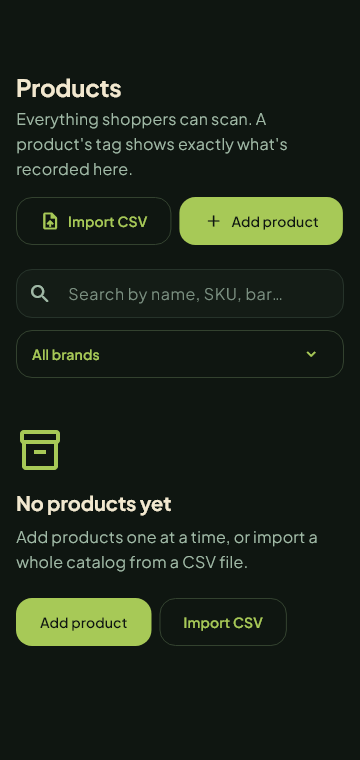 Products
Everything shoppers can scan. A
product's tag shows exactly what's
recorded here.
Import CSV
Add product
Search by name, SKU, bar…
All brands
No products yet
Add products one at a time, or import a
whole catalog from a CSV file.
Add product
Import CSV